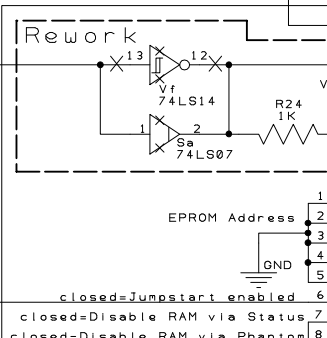 Rework
13 12
Vf
74LS14
V
R24
1K
1 2
Sa
74LS07
1
EPROM Address 2
3
4
GND
5
closed=Jumpstart enabled 6
closed=Disable RAM via Status 7
closed=Disable RAM via Phantom 8